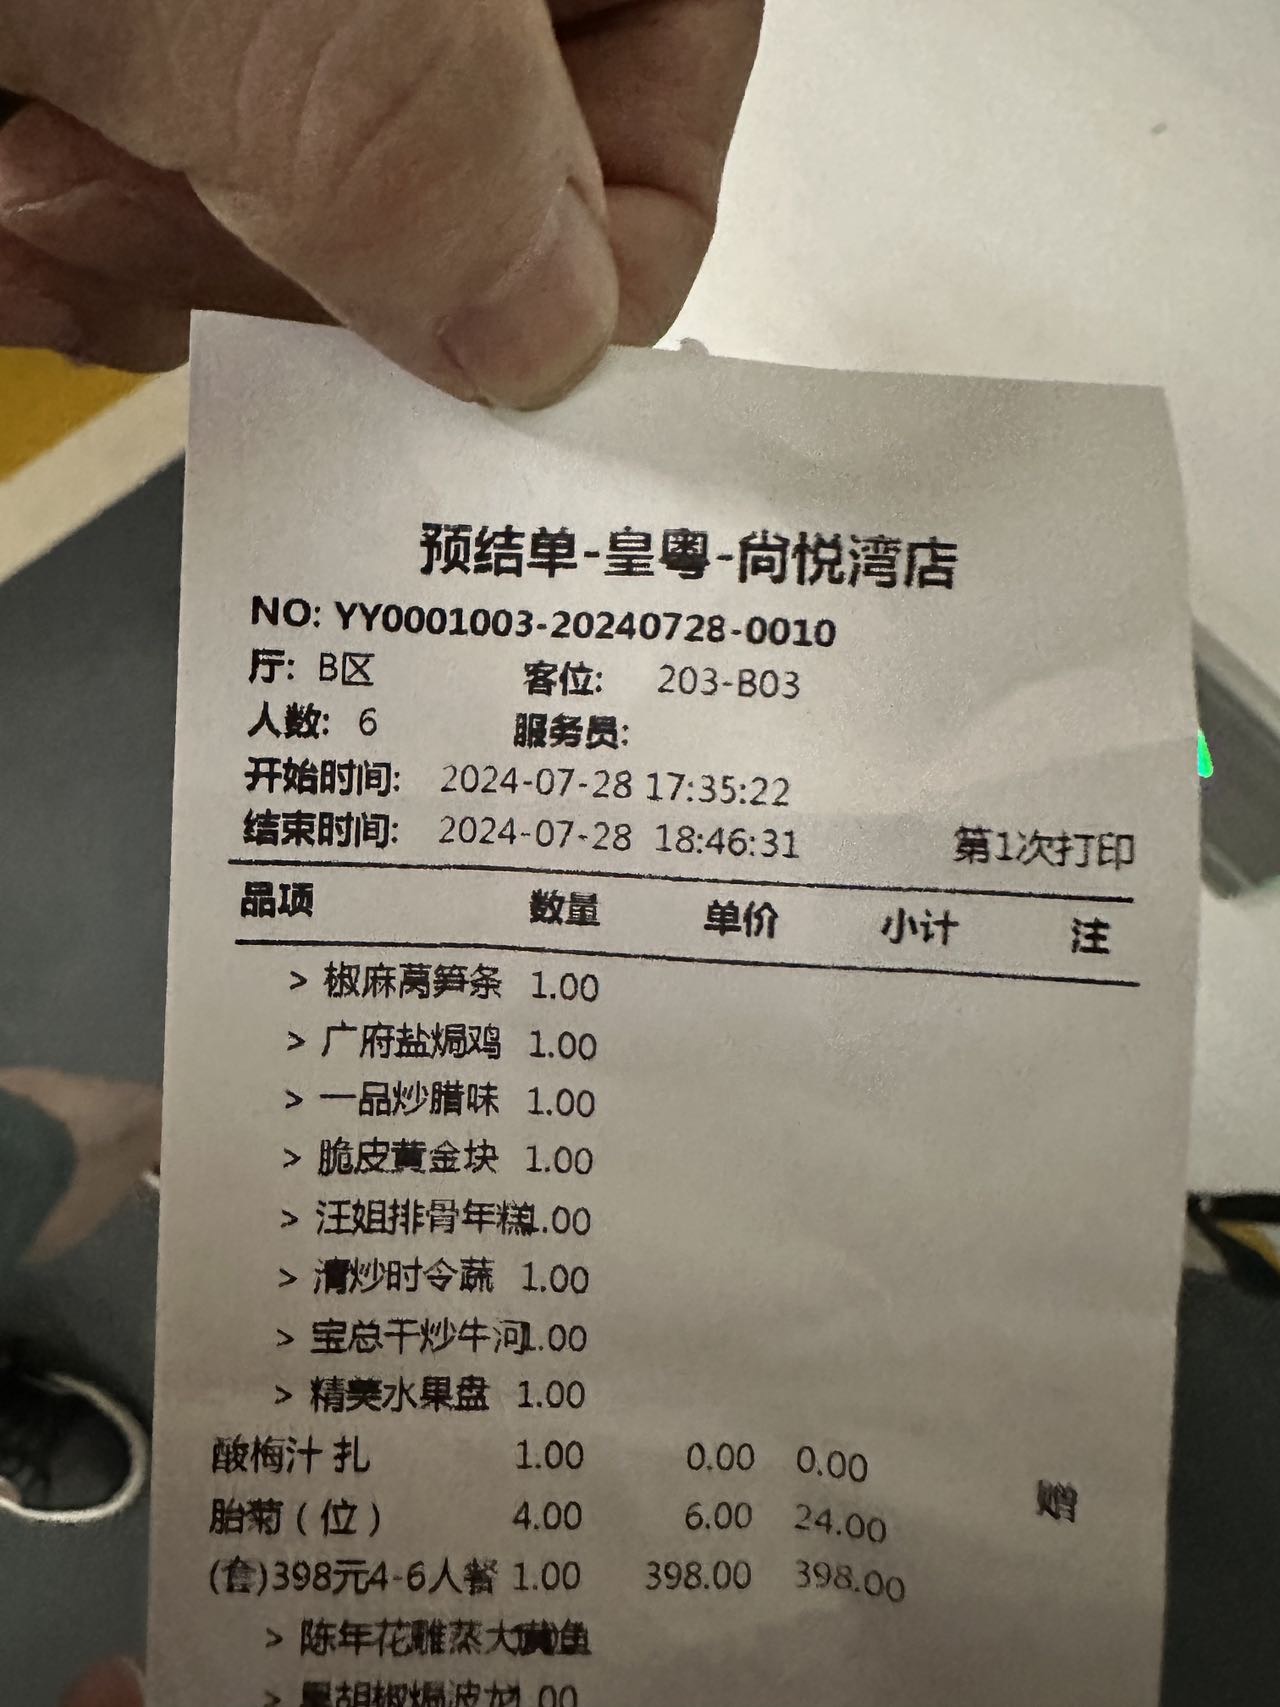 预结单-皇粤-尚悦湾店
NO: YY0001003-20240728-0010
厅: B区 客位: 203-B03
人数: 6 服务员:
开始时间: 2024-07-28 17:35:22
结束时间: 2024-07-28 18:46:31 第1次打印
品项 数量 单价 小计 注
> 椒麻莴笋条 1.00
> 广府盐焗鸡 1.00
> 一品炒腊味 1.00
> 脆皮黄金块 1.00
> 汪姐排骨年糕1.00
> 清炒时令蔬 1.00
> 宝总干炒牛河1.00
> 精美水果盘 1.00
酸梅汁 扎 1.00 0.00 0.00 赠
胎菊（位） 4.00 6.00 24.00
(套)398元4-6人餐 1.00 398.00 398.00
> 陈年花雕蒸大黄鱼
> 黑胡椒焗波龙1.00